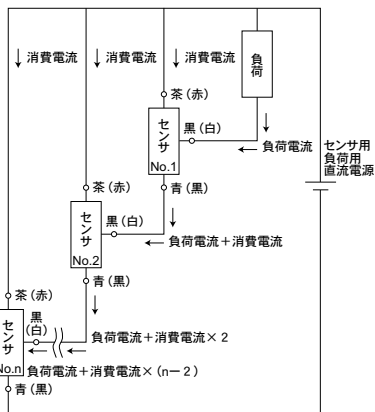 消費電流
消費電流
消費電流
負荷
茶（赤）
センサ
No.1
黒（白）
負荷電流
センサ用
負荷用
直流電源
青（黒）
茶（赤）
センサ
No.2
黒（白）
負荷電流＋消費電流
青（黒）
茶（赤）
センサ
No.n
黒
（白）
負荷電流＋消費電流×２
負荷電流＋消費電流×（n－２）
青（黒）